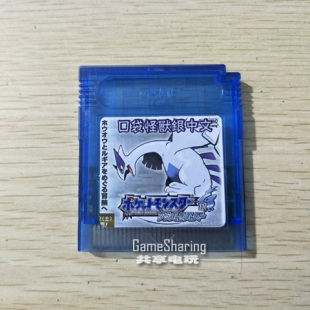 口袋怪獸銀中文
ホウオウとルギアをめぐる冒険へ
ポケットモンスター
GameSharing
共享电玩